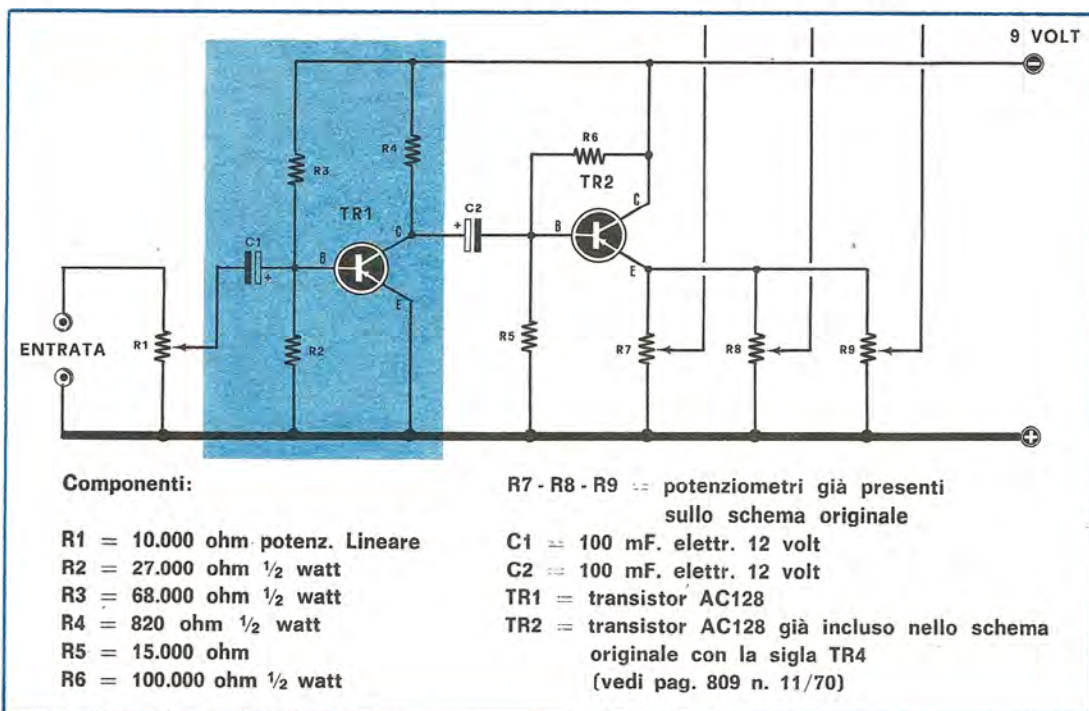 9 VOLT
R3
R4
R6
TR2
TR1
C
C2
+
B
C
C1
B
+
E
E
ENTRATA
R1
R2
R5
R7
R8
R9
Componenti:
R1 = 10.000 ohm potenz. Lineare
R2 = 27.000 ohm ½ watt
R3 = 68.000 ohm ½ watt
R4 = 820 ohm ½ watt
R5 = 15.000 ohm
R6 = 100.000 ohm ½ watt
R7 - R8 - R9 = potenziometri già presenti
sullo schema originale
C1 = 100 mF. elettr. 12 volt
C2 = 100 mF. elettr. 12 volt
TR1 = transistor AC128
TR2 = transistor AC128 già incluso nello schema
originale con la sigla TR4
(vedi pag. 809 n. 11/70)